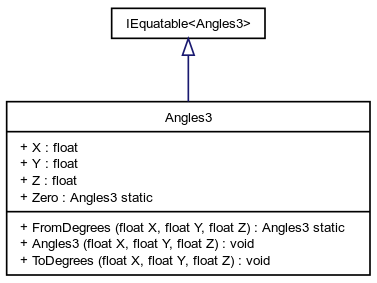 IEquatable<Angles3>
Angles3
+ X : float
+ Y : float
+ Z : float
+ Zero : Angles3 static
+ FromDegrees (float X, float Y, float Z) : Angles3 static
+ Angles3 (float X, float Y, float Z) : void
+ ToDegrees (float X, float Y, float Z) : void